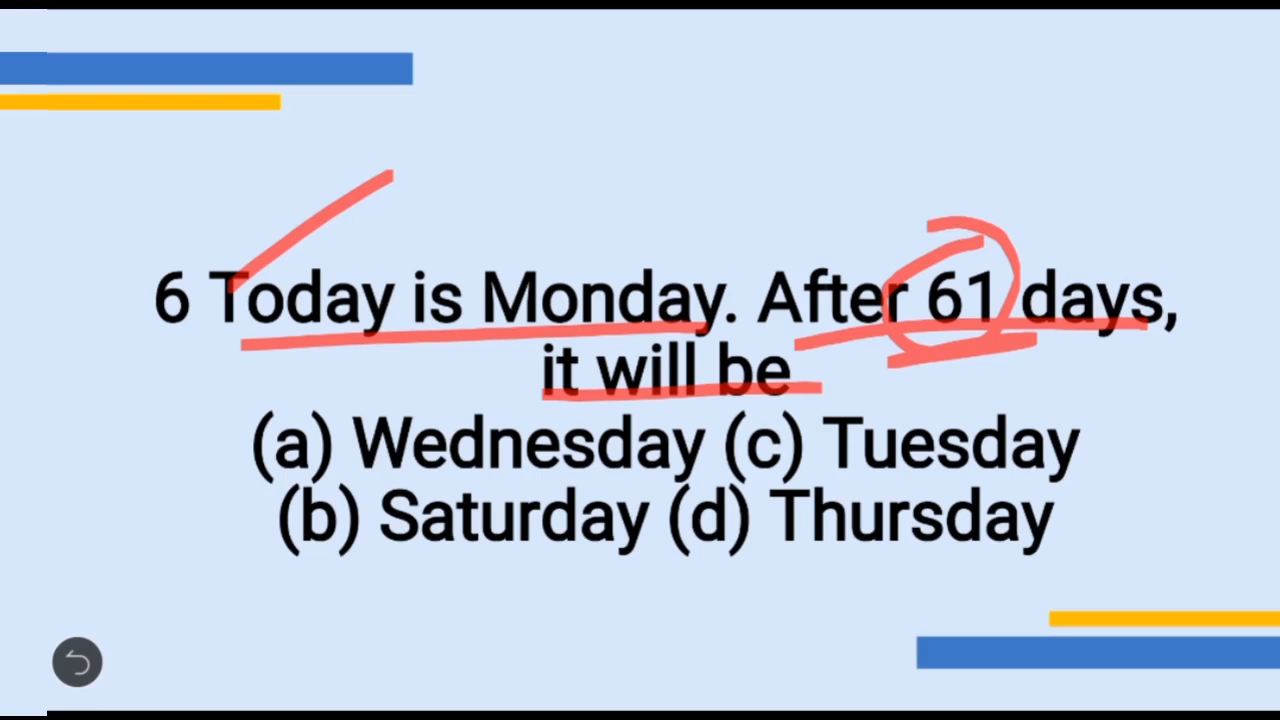 6 Today is Monday. After 61 days,
it will be
(a) Wednesday (c) Tuesday
(b) Saturday (d) Thursday